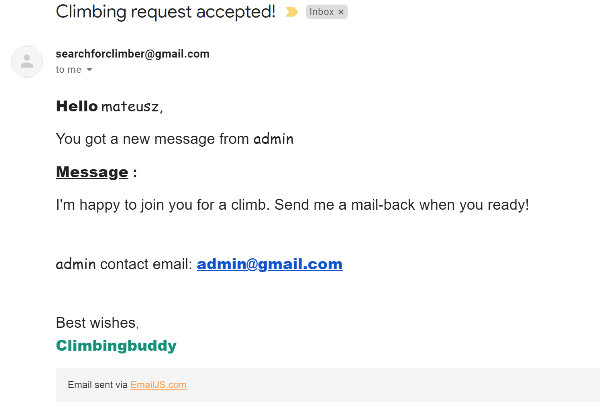 Climbing request accepted!
Inbox ×
searchforclimber@gmail.com
to me
Hello mateusz,
You got a new message from admin
Message :
I'm happy to join you for a climb. Send me a mail-back when you ready!
admin contact email: admin@gmail.com
Best wishes,
Climbingbuddy
Email sent via EmailJS.com